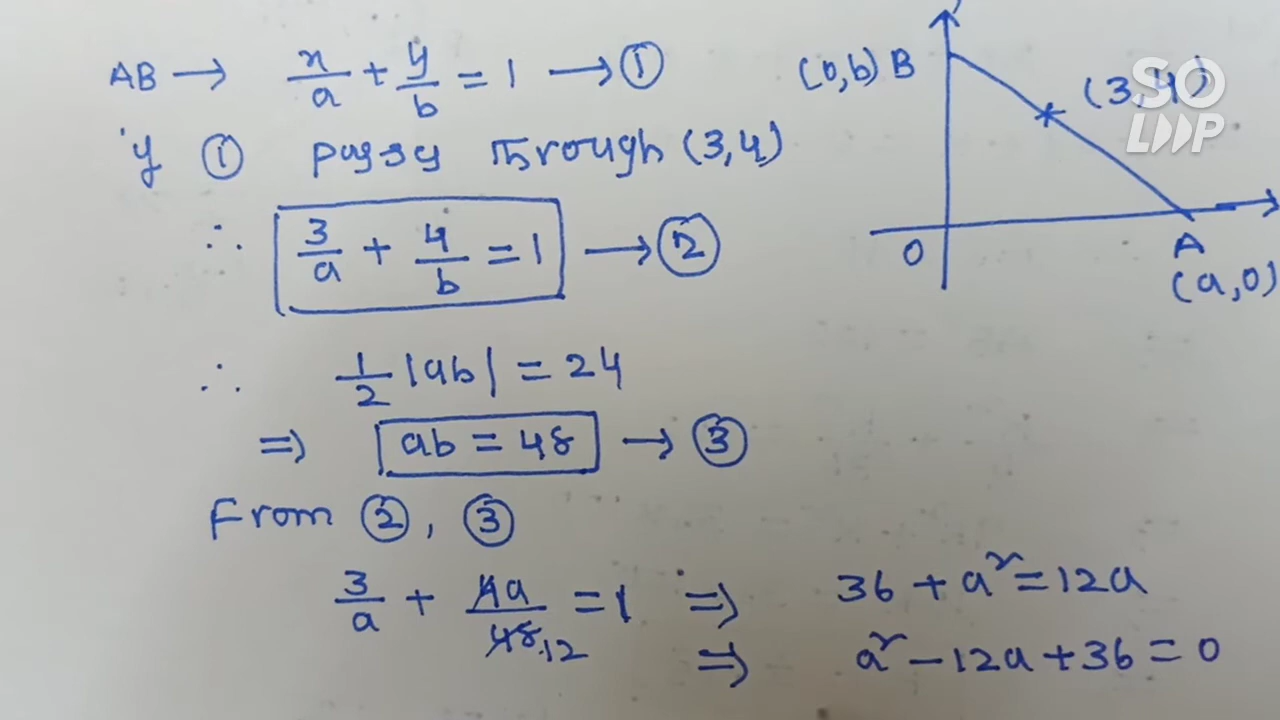 AB → x/a + y/b = 1 → ①
If ① passes through (3,4)
∴ 3/a + 4/b = 1 → ②
∴ 1/2 |ab| = 24
⇒ ab = 48 → ③
From ②, ③
3/a + 4a/48 12 = 1 ⇒ 36 + a² = 12a
⇒ a² - 12a + 36 = 0
(0,b) B
(3,4)
O
A
(a,0)
SO
LOOP